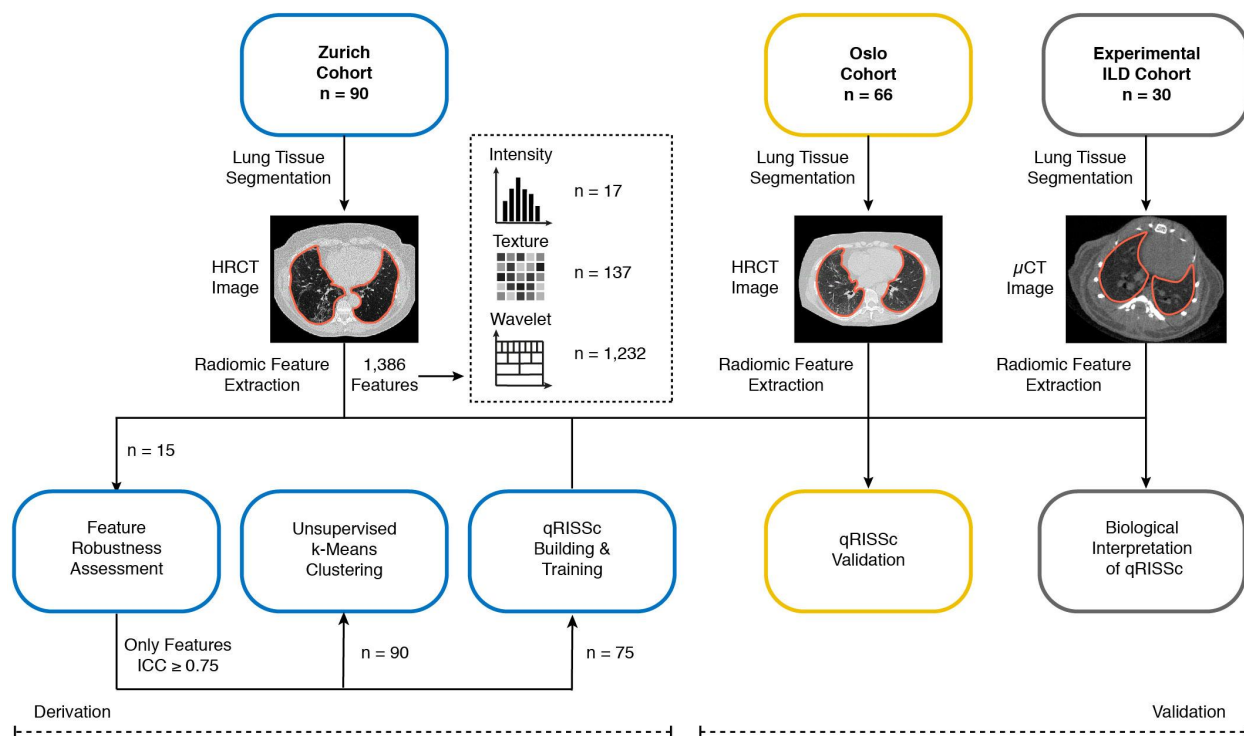 Zurich
Cohort
n = 90
Oslo
Cohort
n = 66
Experimental
ILD Cohort
n = 30
Lung Tissue
Segmentation
Lung Tissue
Segmentation
Lung Tissue
Segmentation
Intensity
n = 17
Texture
n = 137
Wavelet
n = 1,232
HRCT
Image
HRCT
Image
µCT
Image
Radiomic Feature
Extraction
1,386
Features
Radiomic Feature
Extraction
Radiomic Feature
Extraction
n = 15
Feature
Robustness
Assessment
Unsupervised
k-Means
Clustering
qRISSc
Building &
Training
qRISSc
Validation
Biological
Interpretation
of qRISSc
Only Features
ICC ≥ 0.75
n = 90
n = 75
Derivation
Validation